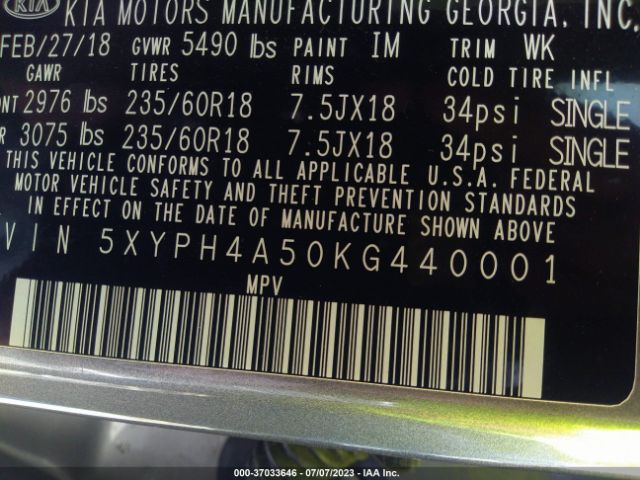 KIA KIA MOTORS MANUFACTURING GEORGIA, INC.
FEB/27/18 GVWR 5490 lbs PAINT IM TRIM WK
GAWR TIRES RIMS COLD TIRE INFL
NT 2976 lbs 235/60R18 7.5JX18 34psi SINGLE
R 3075 lbs 235/60R18 7.5JX18 34psi SINGLE
THIS VEHICLE CONFORMS TO ALL APPLICABLE U.S.A. FEDERAL
MOTOR VEHICLE SAFETY AND THEFT PREVENTION STANDARDS
IN EFFECT ON THE DATE OF MANUFACTURE SHOWN ABOVE
VIN 5XYPH4A50KG440001
MPV
000-37033646 - 07/07/2023 - IAA Inc.